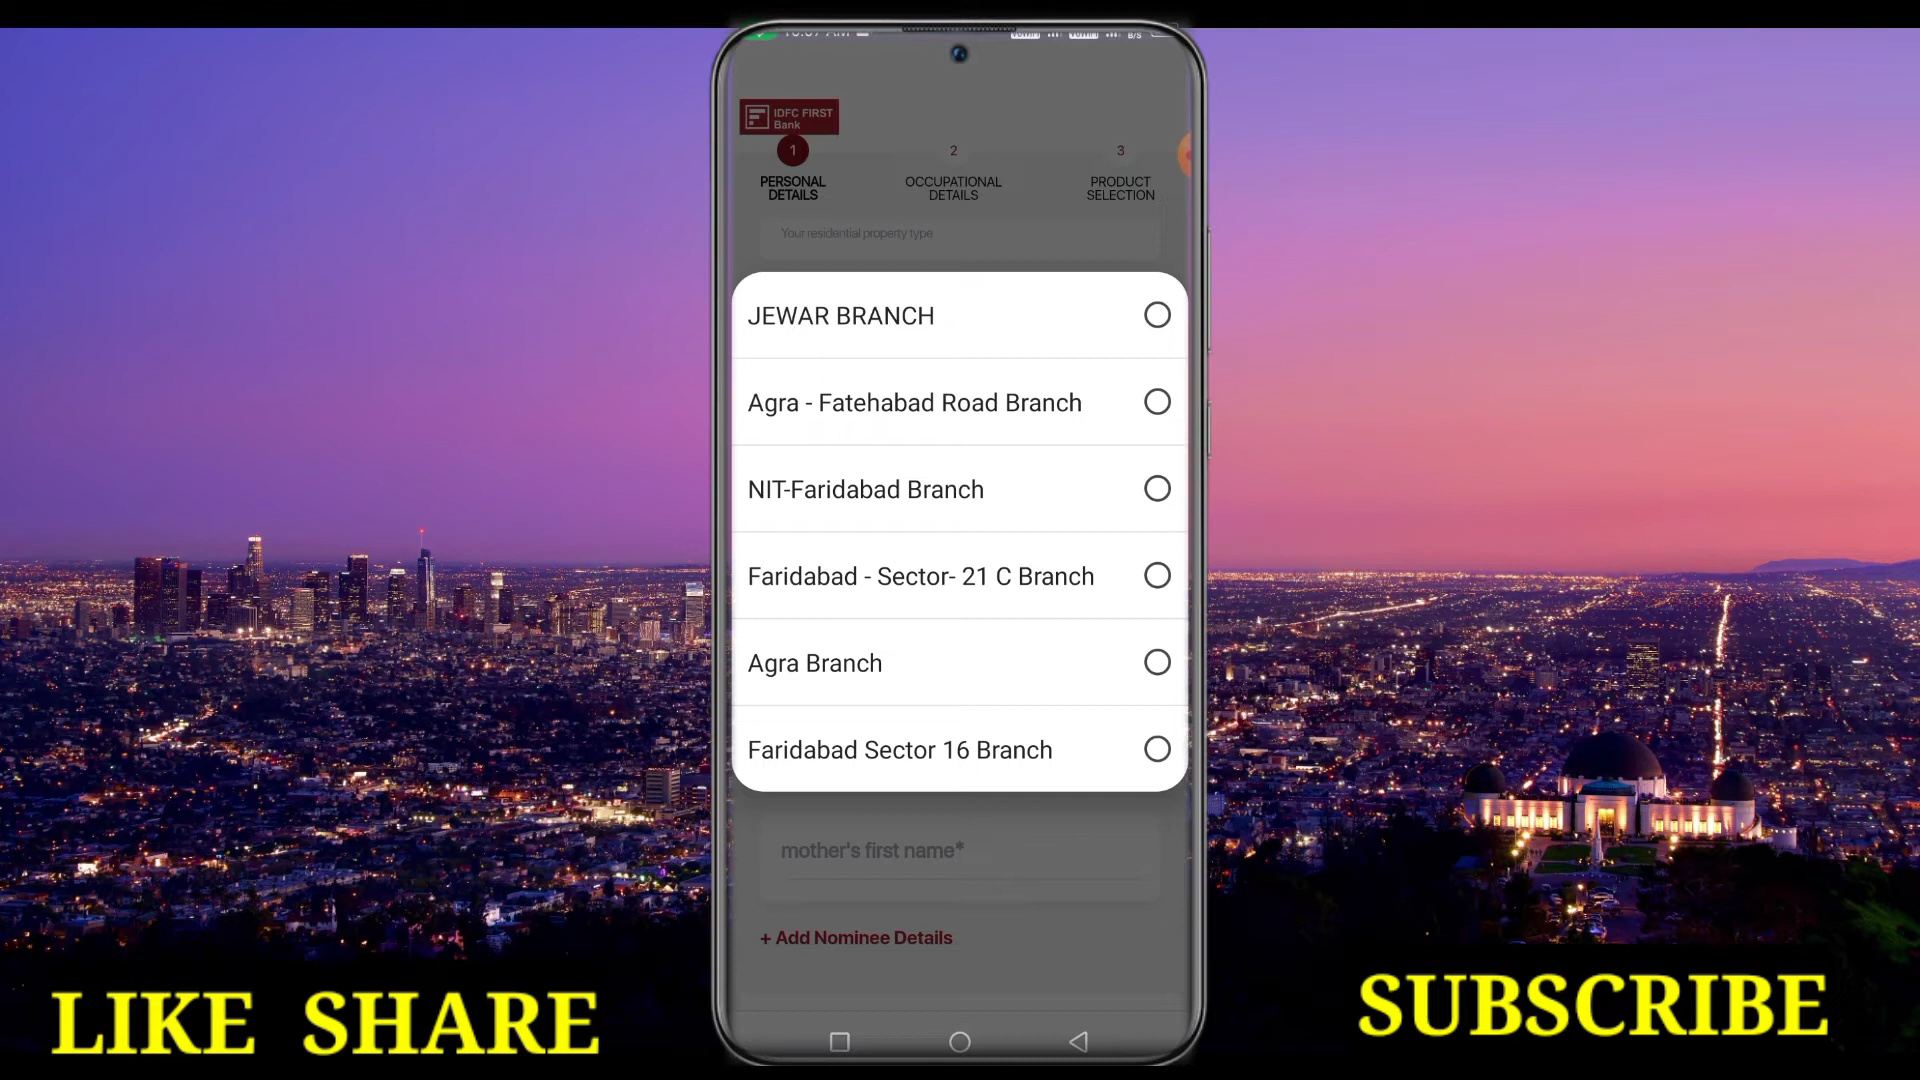 IDFC FIRST
Bank
1
2
3
PERSONAL
DETAILS
OCCUPATIONAL
DETAILS
PRODUCT
SELECTION
Your residential property type
JEWAR BRANCH
Agra - Fatehabad Road Branch
NIT-Faridabad Branch
Faridabad - Sector- 21 C Branch
Agra Branch
Faridabad Sector 16 Branch
mother's first name*
+ Add Nominee Details
LIKE SHARE
SUBSCRIBE